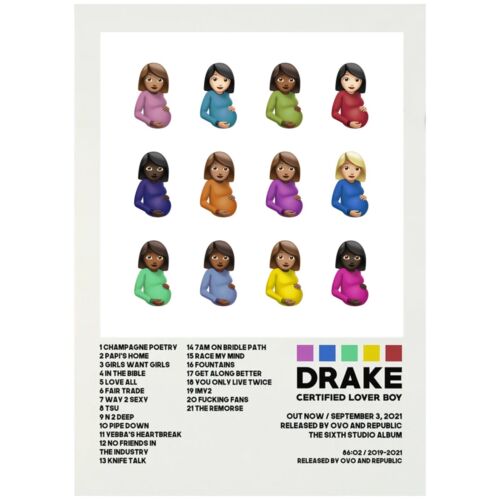 1 CHAMPAGNE POETRY
2 PAPI'S HOME
3 GIRLS WANT GIRLS
4 IN THE BIBLE
5 LOVE ALL
6 FAIR TRADE
7 WAY 2 SEXY
8 TSU
9 N 2 DEEP
10 PIPE DOWN
11 YEBBA'S HEARTBREAK
12 NO FRIENDS IN
THE INDUSTRY
13 KNIFE TALK
14 7AM ON BRIDLE PATH
15 RACE MY MIND
16 FOUNTAINS
17 GET ALONG BETTER
18 YOU ONLY LIVE TWICE
19 IMY2
20 FUCKING FANS
21 THE REMORSE
DRAKE
CERTIFIED LOVER BOY
OUT NOW / SEPTEMBER 3, 2021
RELEASED BY OVO AND REPUBLIC
THE SIXTH STUDIO ALBUM
86:02 / 2019-2021
RELEASED BY OVO AND REPUBLIC